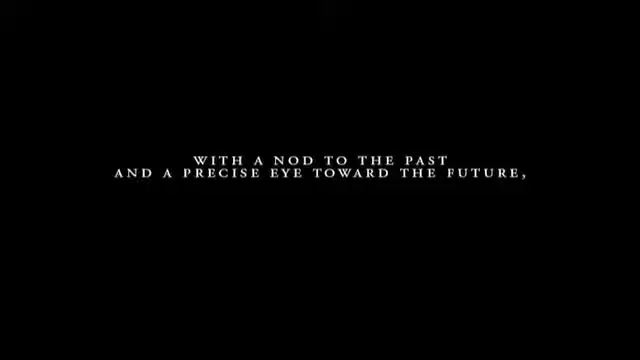 WITH A NOD TO THE PAST
AND A PRECISE EYE TOWARD THE FUTURE,